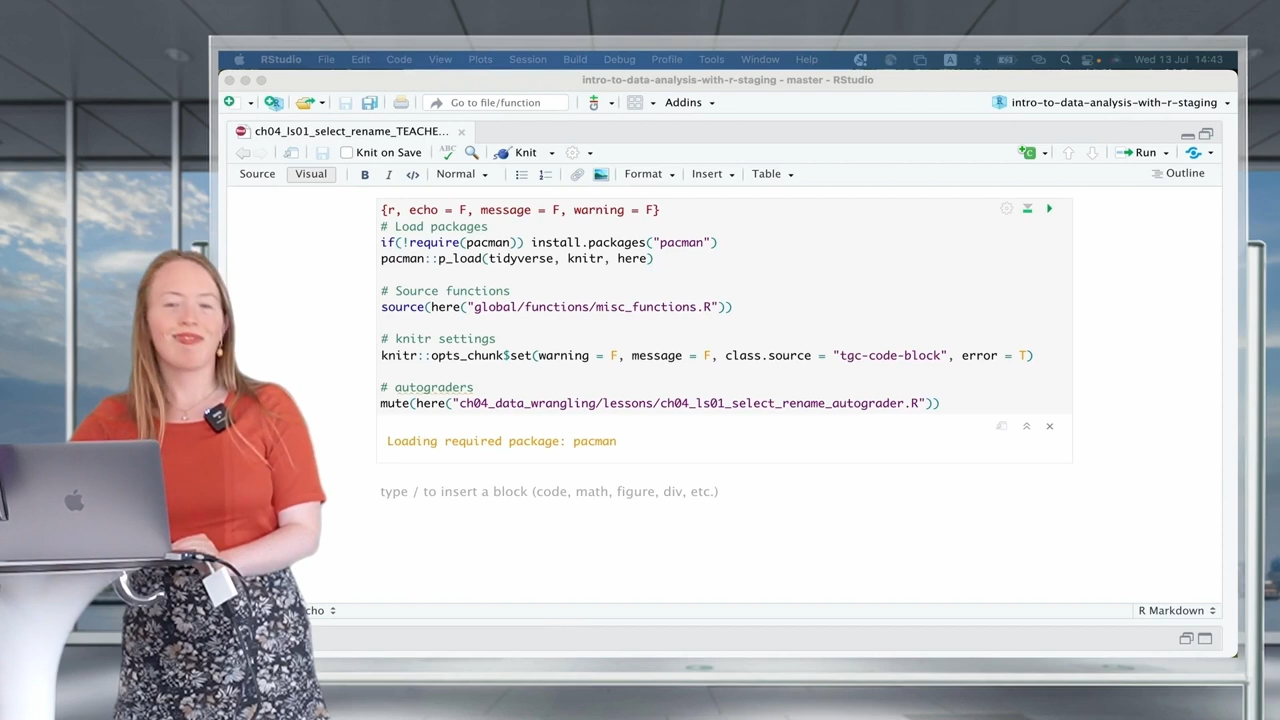 RStudio File Edit Code View Plots Session Build Debug Profile Tools Window Help Wed 13 Jul 14:43
intro-to-data-analysis-with-r-staging - master - RStudio
Go to file/function Addins intro-to-data-analysis-with-r-staging
ch04_ls01_select_rename_TEACHE...
Knit on Save ABC Knit Run
Source Visual B I </> Normal Format Insert Table Outline
{r, echo = F, message = F, warning = F}
# Load packages
if(!require(pacman)) install.packages("pacman")
pacman::p_load(tidyverse, knitr, here)
# Source functions
source(here("global/functions/misc_functions.R"))
# knitr settings
knitr::opts_chunk$set(warning = F, message = F, class.source = "tgc-code-block", error = T)
# autograders
mute(here("ch04_data_wrangling/lessons/ch04_ls01_select_rename_autograder.R"))
Loading required package: pacman
type / to insert a block (code, math, figure, div, etc.)
cho R Markdown